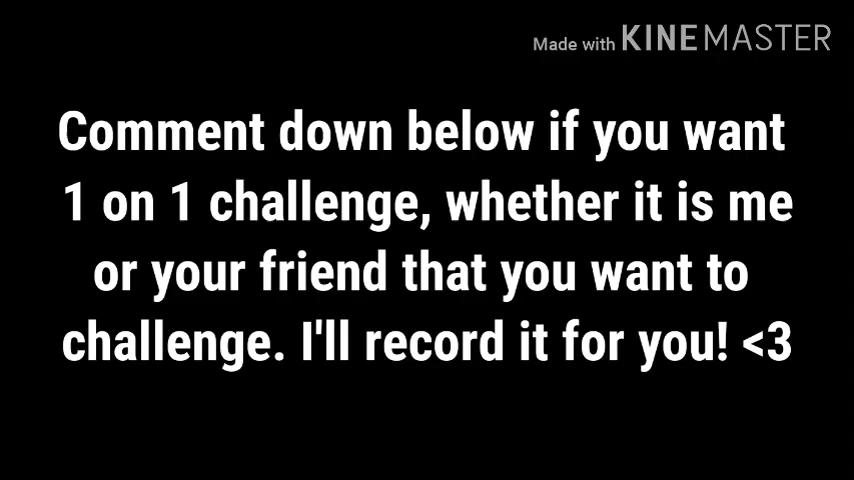 Made with KINEMASTER
Comment down below if you want
1 on 1 challenge, whether it is me
or your friend that you want to
challenge. I'll record it for you! <3